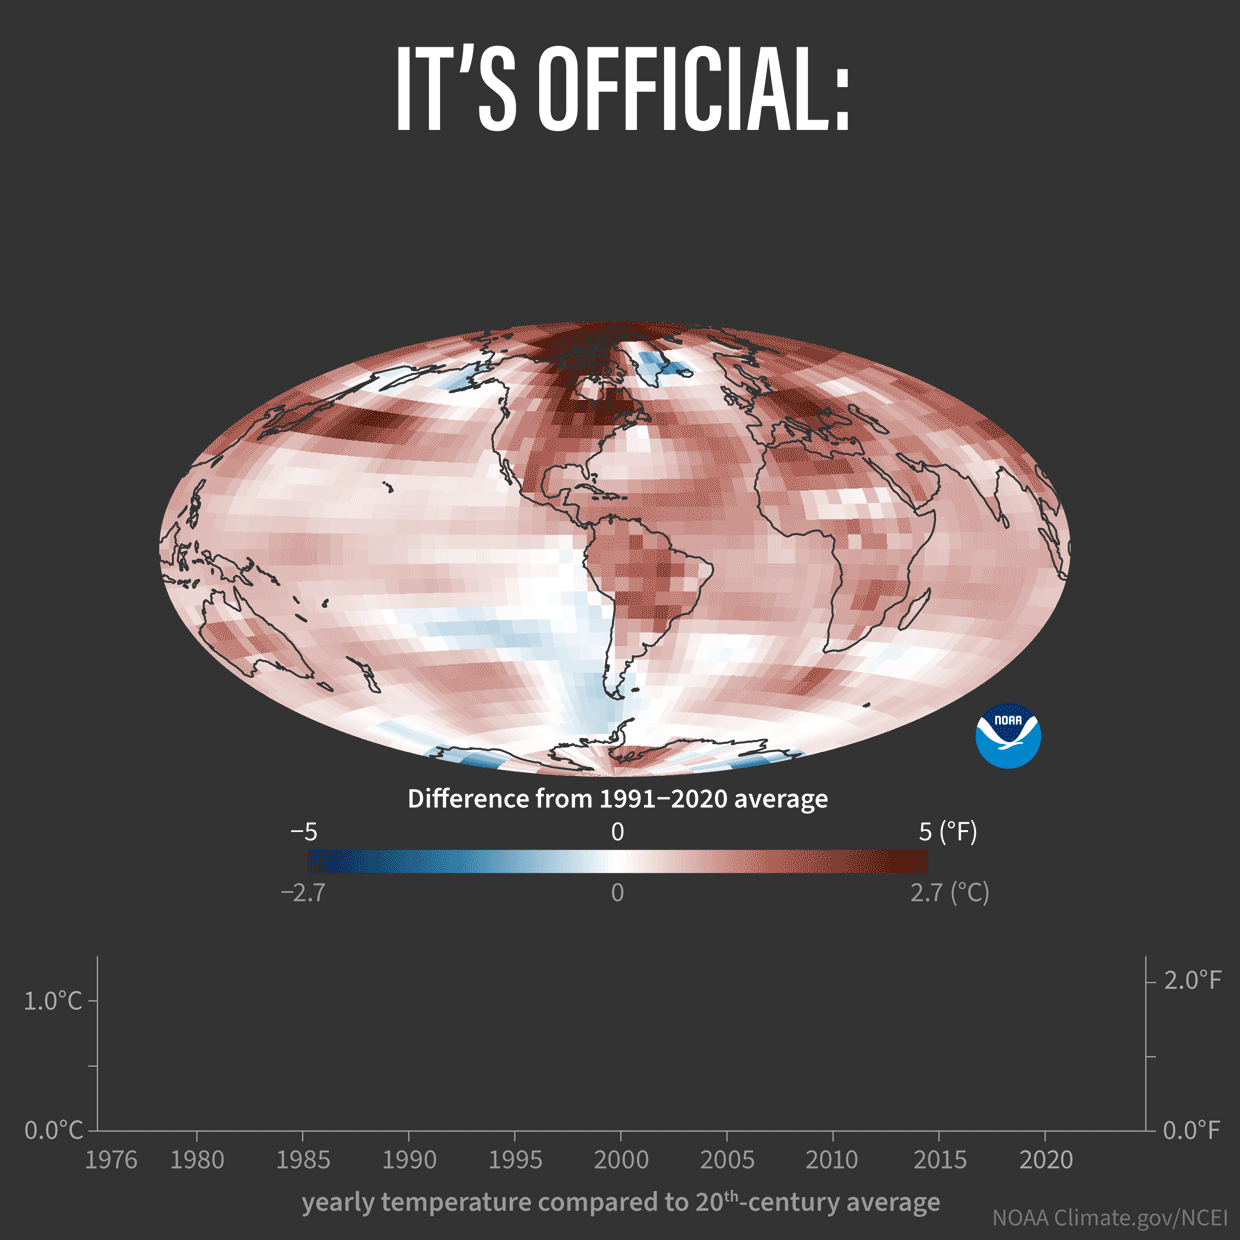 IT’S OFFICIAL:
NOAA
Difference from 1991–2020 average
−5 0 5 (°F)
−2.7 0 2.7 (°C)
1.0°C 2.0°F
0.0°C 0.0°F
1976 1980 1985 1990 1995 2000 2005 2010 2015 2020
yearly temperature compared to 20th-century average
NOAA Climate.gov/NCEI